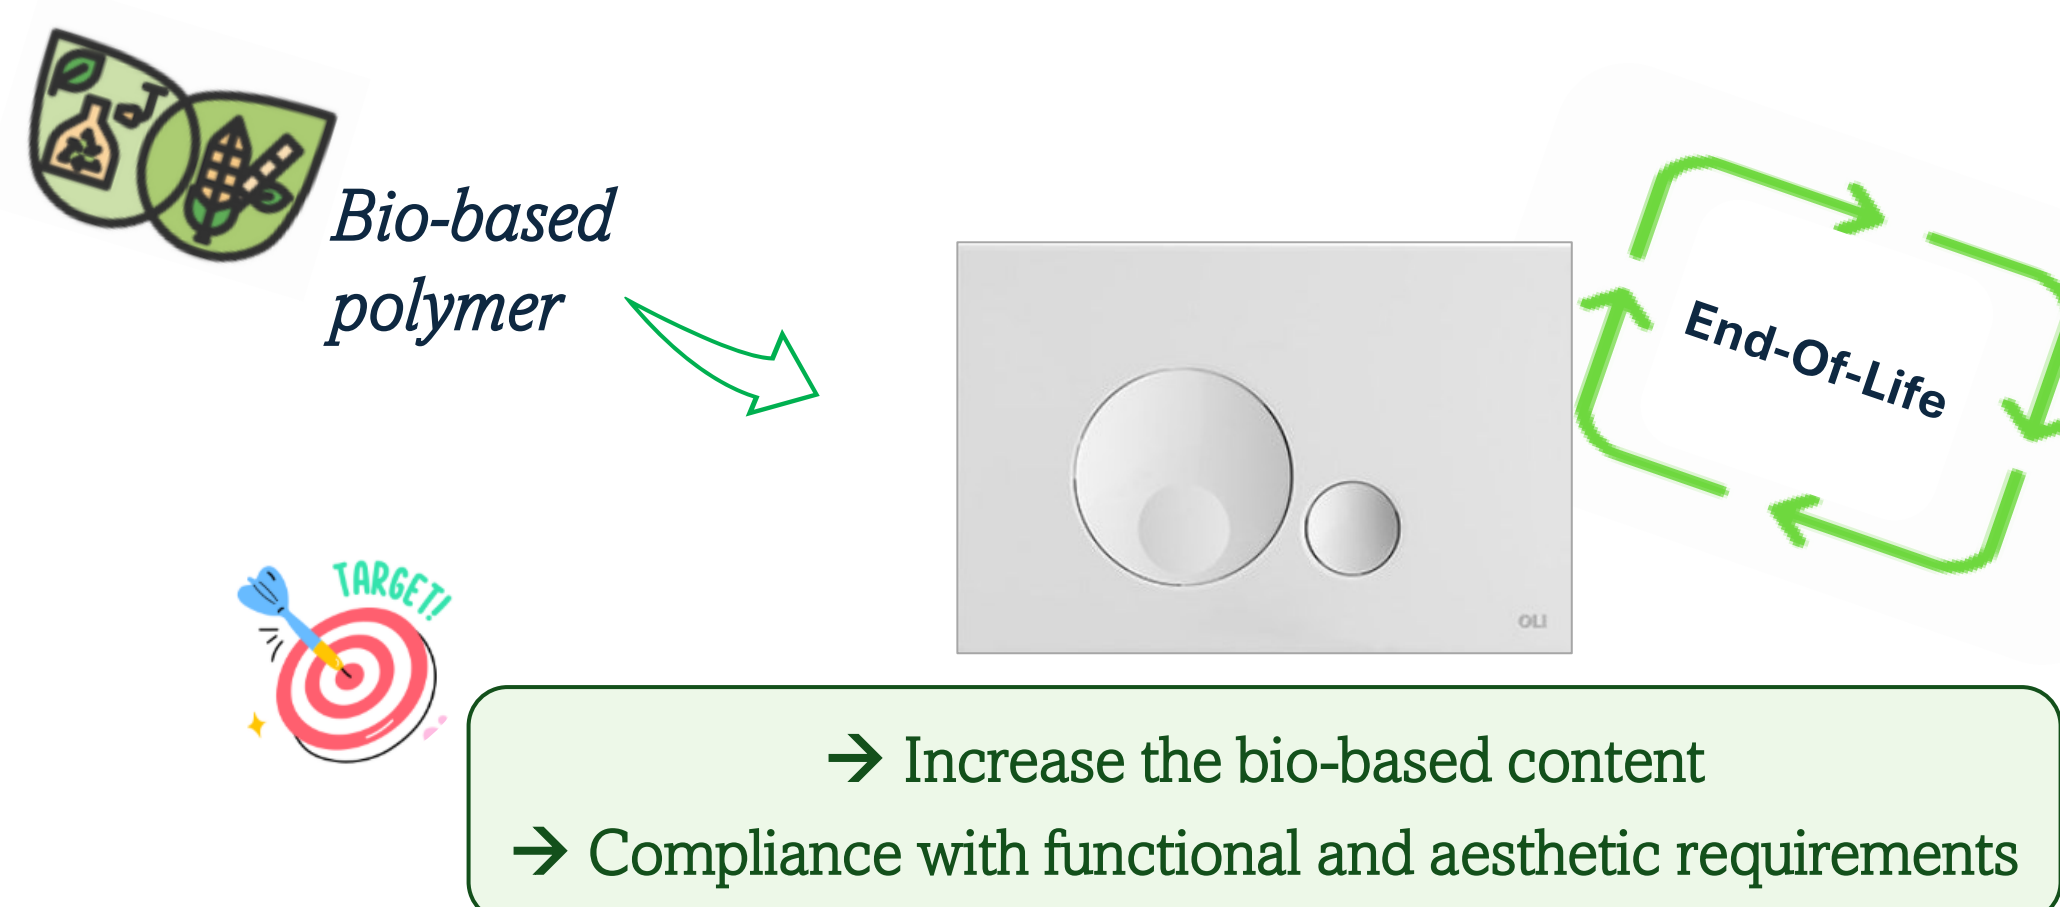 Bio-based
polymer
End-Of-Life
OLI
TARGET!
→ Increase the bio-based content
→ Compliance with functional and aesthetic requirements